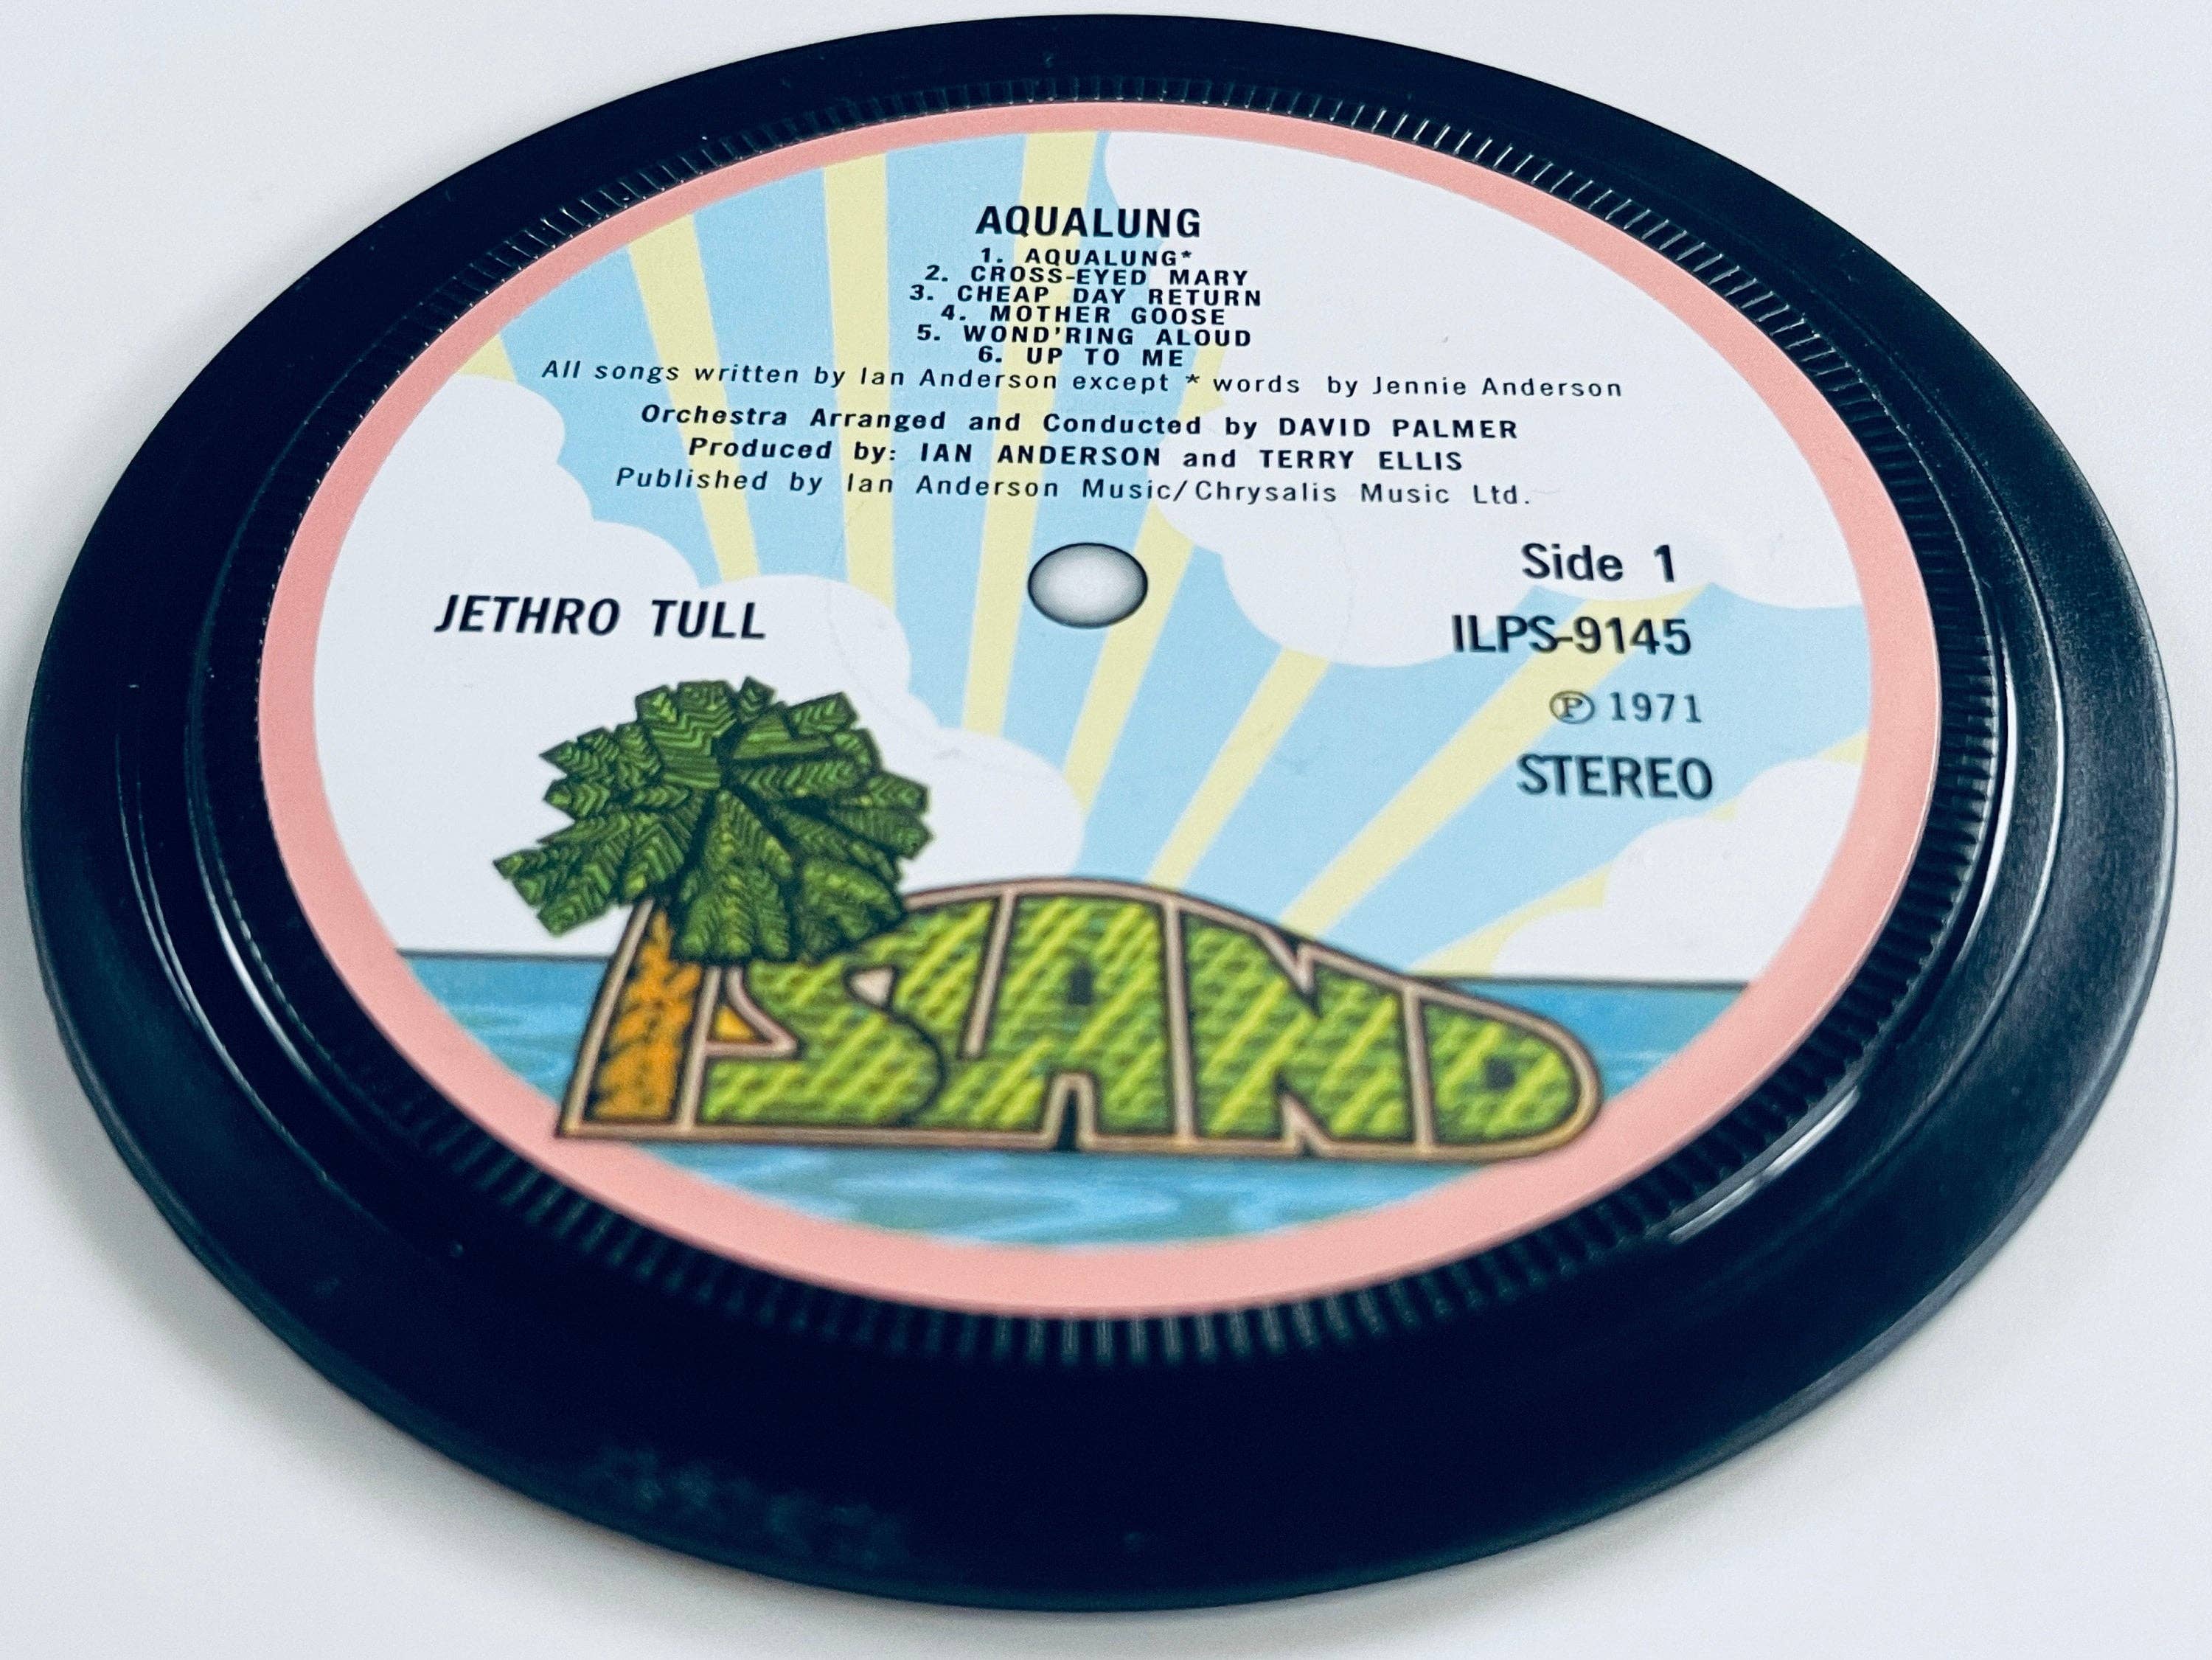 AQUALUNG
1. AQUALUNG*
2. CROSS-EYED MARY
3. CHEAP DAY RETURN
4. MOTHER GOOSE
5. WOND'RING ALOUD
6. UP TO ME
All songs written by Ian Anderson except * words by Jennie Anderson
Orchestra Arranged and Conducted by DAVID PALMER
Produced by: IAN ANDERSON and TERRY ELLIS
Published by Ian Anderson Music/Chrysalis Music Ltd.
JETHRO TULL
Side 1
ILPS-9145
Ⓟ 1971
STEREO
ISLAND